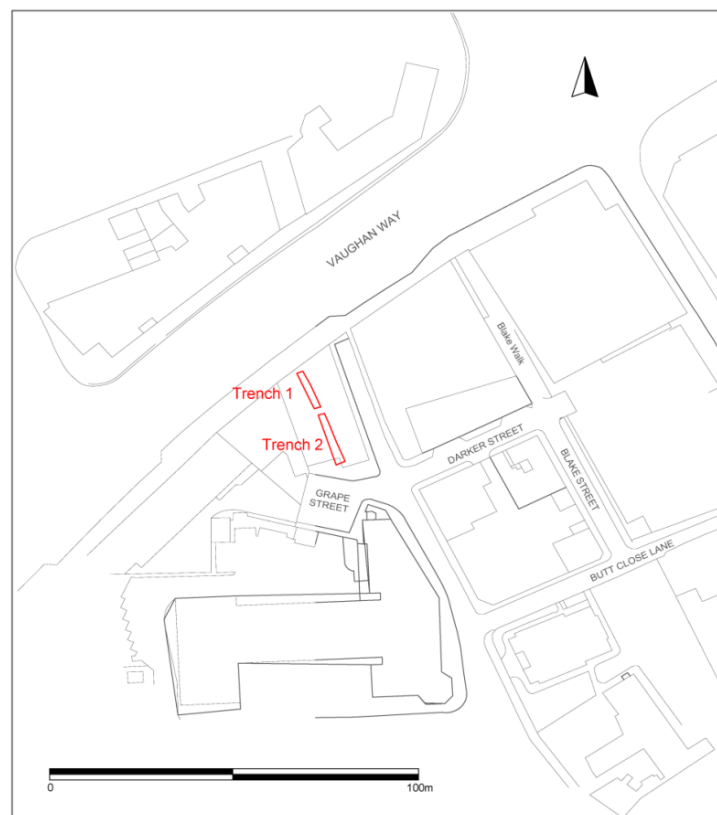 VAUGHAN WAY
Blake Walk
Trench 1
Trench 2
DARKER STREET
BLAKE STREET
GRAPE
STREET
BUTT CLOSE LANE
0
100m